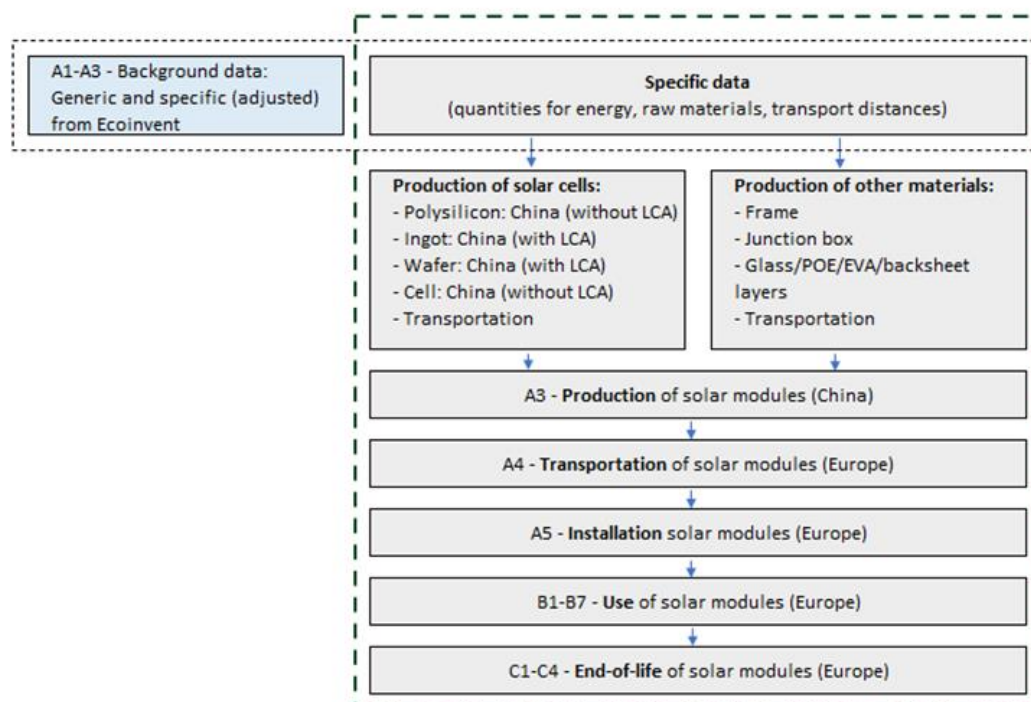 A1-A3 - Background data:
Generic and specific (adjusted)
from Ecoinvent
Specific data
(quantities for energy, raw materials, transport distances)
Production of solar cells:
- Polysilicon: China (without LCA)
- Ingot: China (with LCA)
- Wafer: China (with LCA)
- Cell: China (without LCA)
- Transportation
Production of other materials:
- Frame
- Junction box
- Glass/POE/EVA/backsheet
layers
- Transportation
A3 - Production of solar modules (China)
A4 - Transportation of solar modules (Europe)
A5 - Installation solar modules (Europe)
B1-B7 - Use of solar modules (Europe)
C1-C4 - End-of-life of solar modules (Europe)